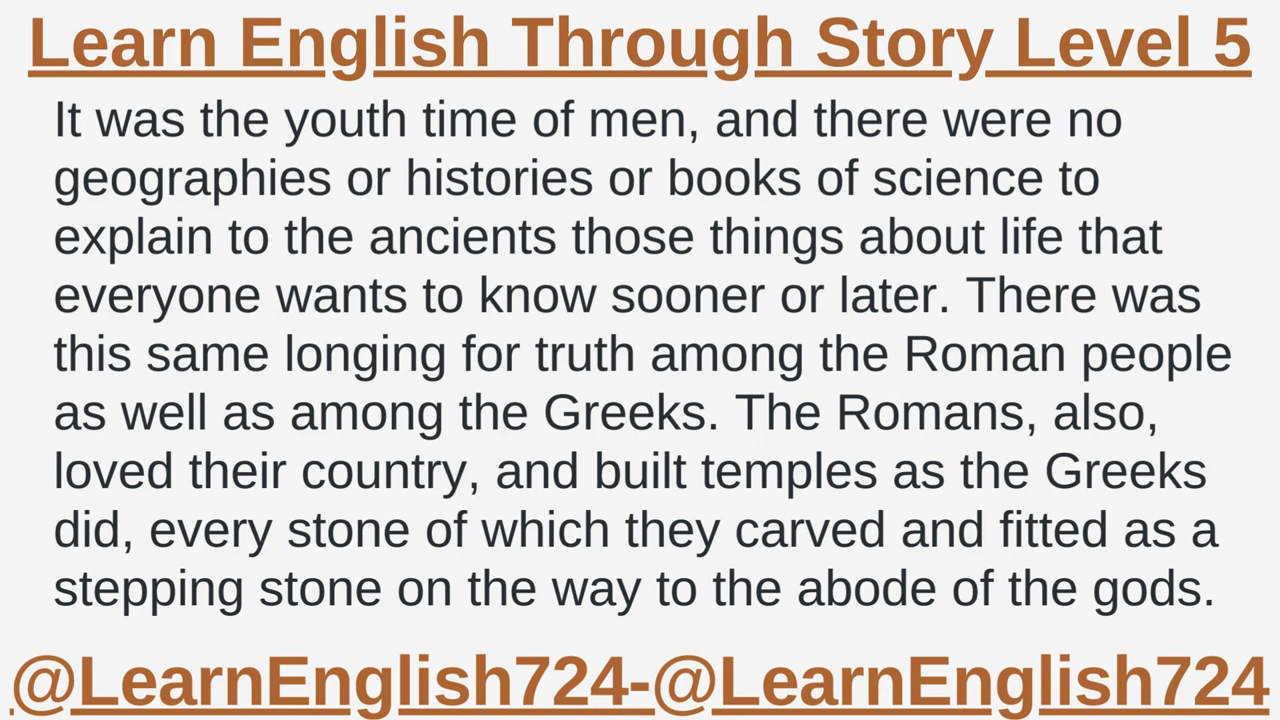 Learn English Through Story Level 5
It was the youth time of men, and there were no
geographies or histories or books of science to
explain to the ancients those things about life that
everyone wants to know sooner or later. There was
this same longing for truth among the Roman people
as well as among the Greeks. The Romans, also,
loved their country, and built temples as the Greeks
did, every stone of which they carved and fitted as a
stepping stone on the way to the abode of the gods.
.@LearnEnglish724-@LearnEnglish724